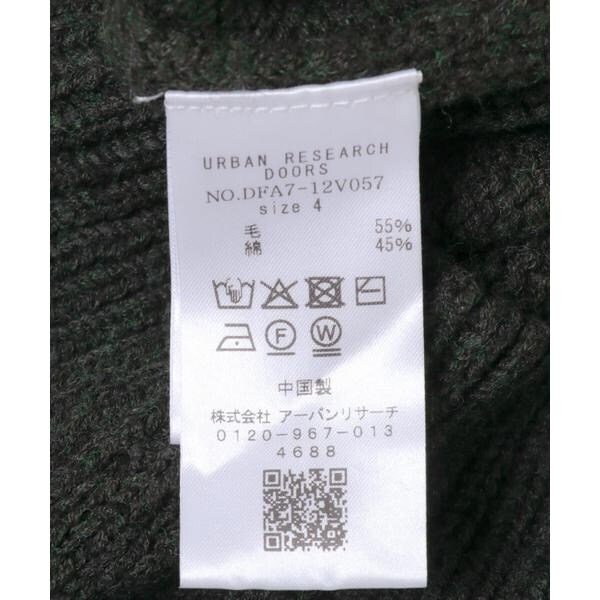 URBAN RESEARCH
DOORS
NO.DFA7-12V057
size 4
毛 55%
綿 45%
F W
中国製
株式会社 アーバンリサーチ
0120-967-013
4688